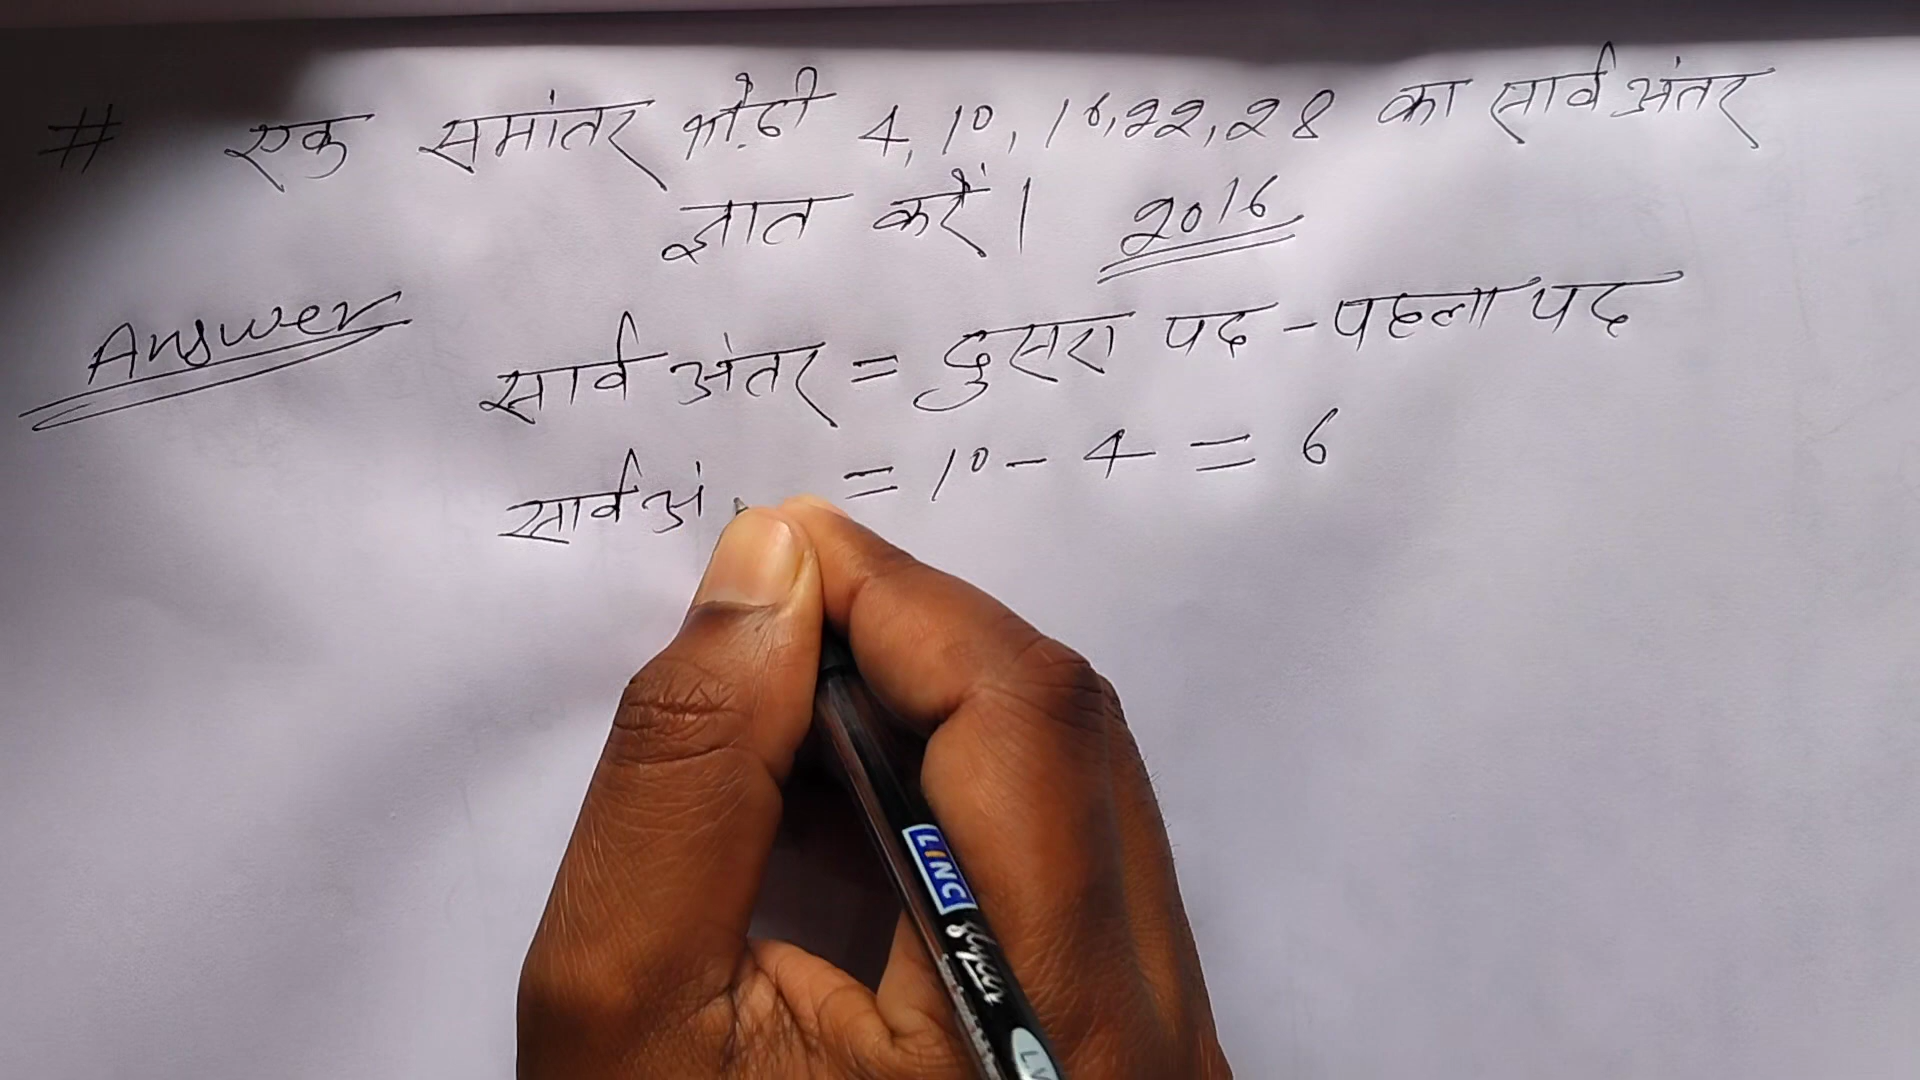 # एक समांतर श्रेढ़ी 4, 10, 16, 22, 28 का सार्व अंतर
ज्ञात करें। 2016
Answer
सार्व अंतर = दुसरा पद - पहला पद
सार्व अं = 10 - 4 = 6
LINC